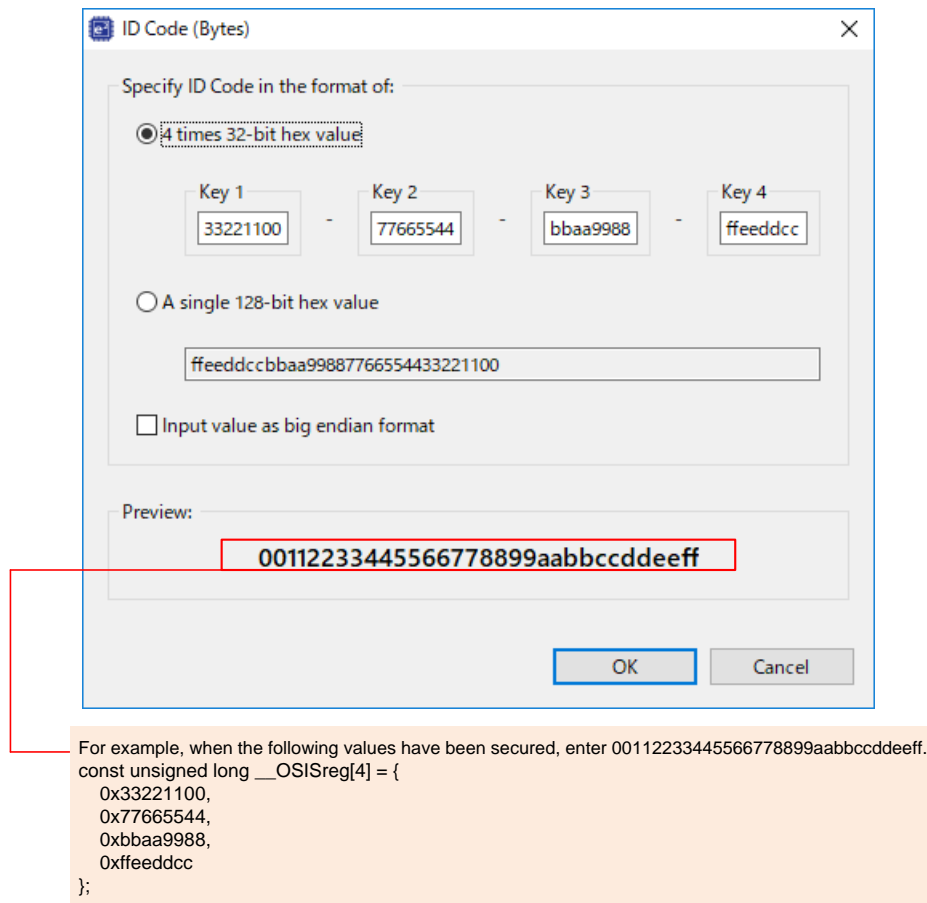 ID Code (Bytes)
Specify ID Code in the format of:
4 times 32-bit hex value
Key 1 Key 2 Key 3 Key 4
33221100 - 77665544 - bbaa9988 - ffeeddcc
A single 128-bit hex value
ffeeddccbbaa99887766554433221100
Input value as big endian format
Preview:
00112233445566778899aabbccddeeff
OK Cancel
For example, when the following values have been secured, enter 00112233445566778899aabbccddeeff.
const unsigned long __OSISreg[4] = {
0x33221100,
0x77665544,
0xbbaa9988,
0xffeeddcc
};